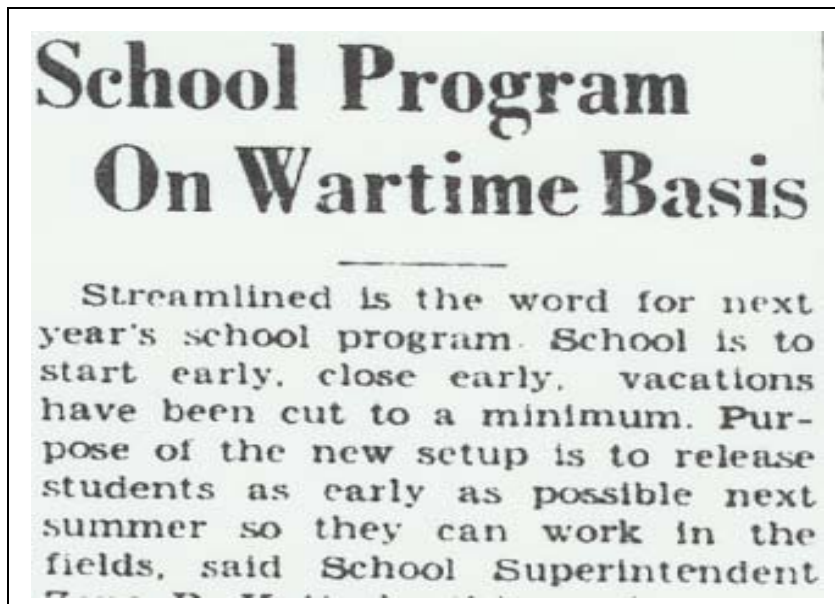 School Program
On Wartime Basis
Streamlined is the word for next
year's school program. School is to
start early, close early, vacations
have been cut to a minimum. Pur-
pose of the new setup is to release
students as early as possible next
summer so they can work in the
fields, said School Superintendent